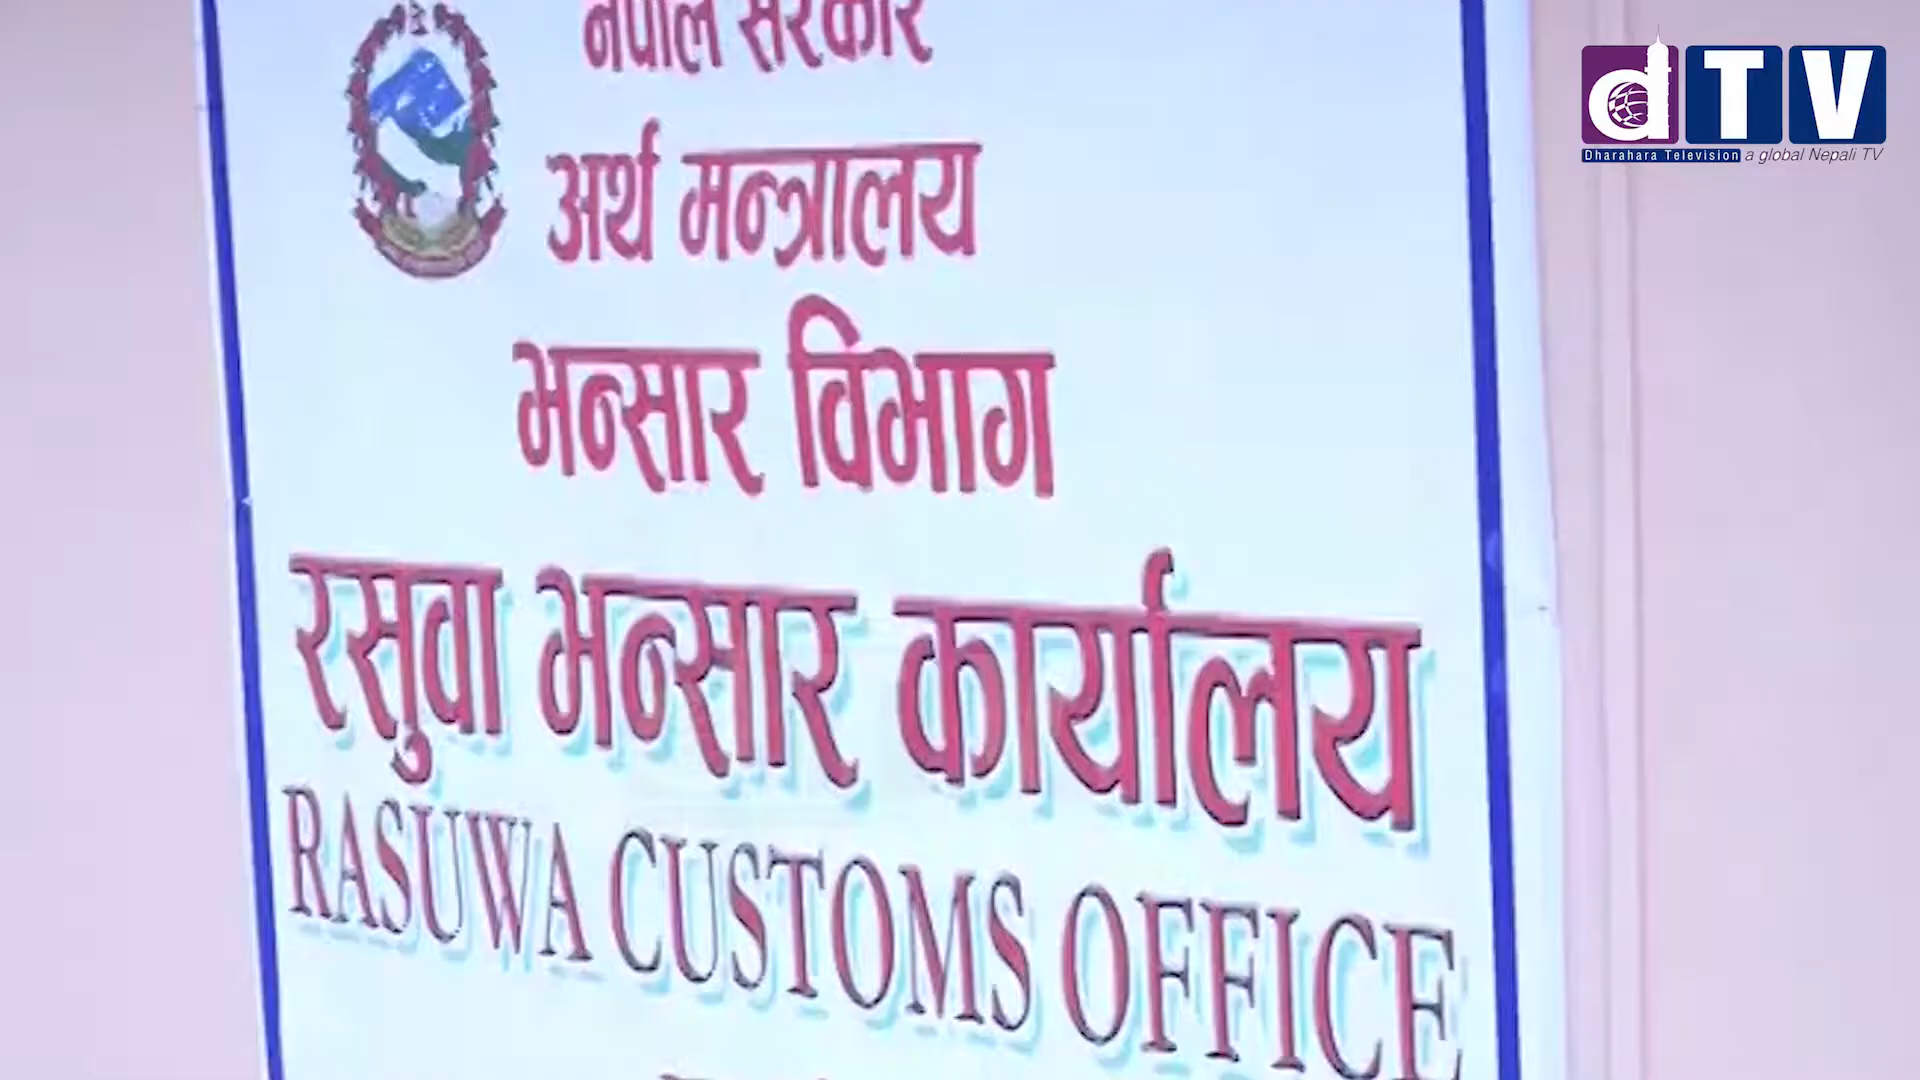 नेपाल सरकार
अर्थ मन्त्रालय
भन्सार विभाग
रसुवा भन्सार कार्यालय
RASUWA CUSTOMS OFFICE
dTV
Dharahara Television a global Nepali TV